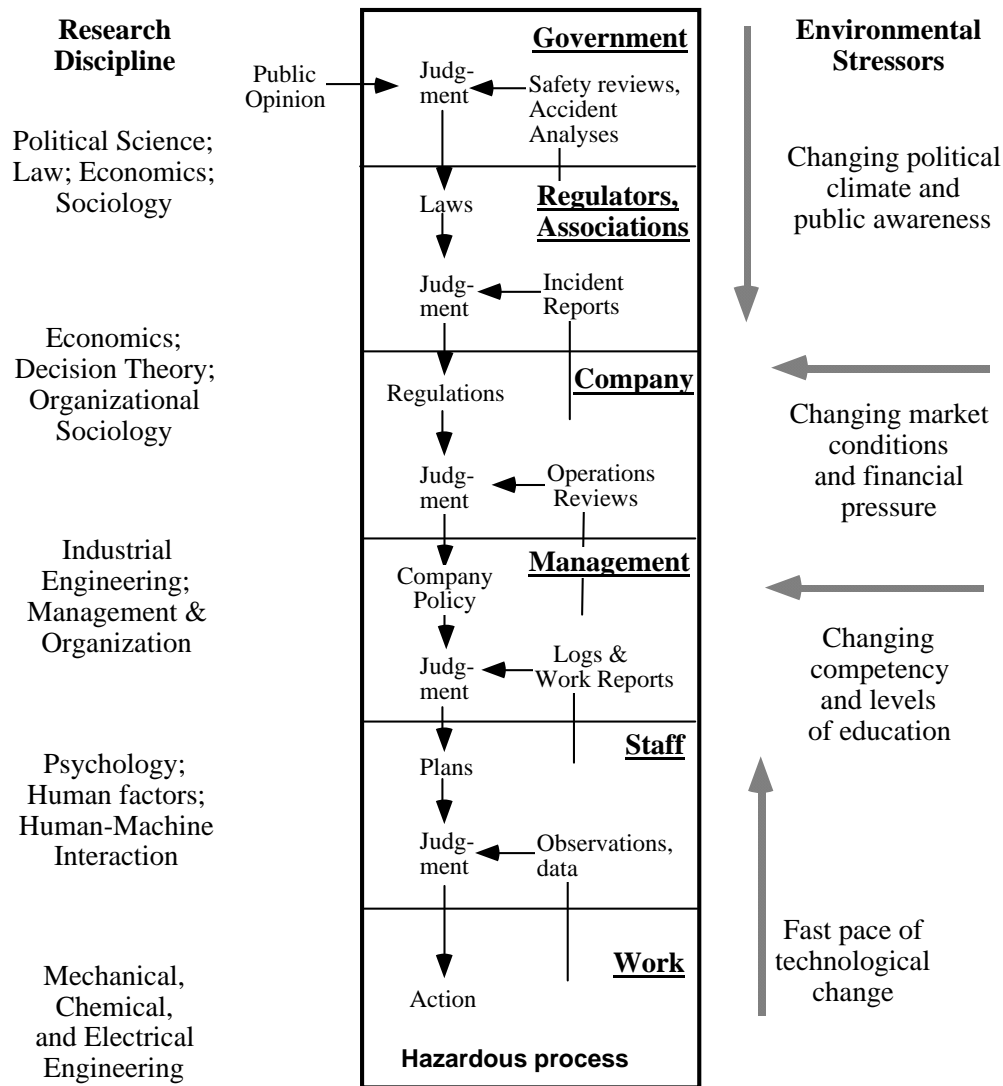 Research
Discipline
Government
Environmental
Stressors
Public
Opinion
Judg-
ment
Safety reviews,
Accident
Analyses
Political Science;
Law; Economics;
Sociology
Changing political
climate and
public awareness
Laws
Regulators,
Associations
Judg-
ment
Incident
Reports
Economics;
Decision Theory;
Organizational
Sociology
Regulations
Company
Changing market
conditions
and financial
pressure
Judg-
ment
Operations
Reviews
Industrial
Engineering;
Management &
Organization
Company
Policy
Management
Judg-
ment
Logs &
Work Reports
Changing
competency
and levels
of education
Psychology;
Human factors;
Human-Machine
Interaction
Plans
Staff
Judg-
ment
Observations,
data
Mechanical,
Chemical,
and Electrical
Engineering
Action
Work
Fast pace of
technological
change
Hazardous process